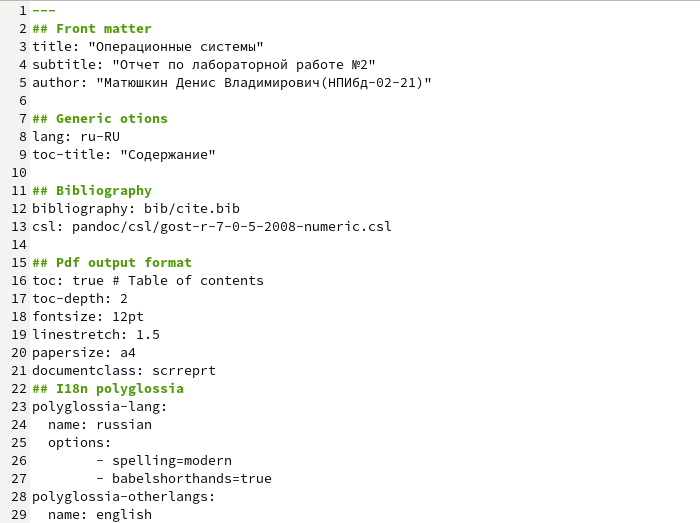 1 ---
2 ## Front matter
3 title: "Операционные системы"
4 subtitle: "Отчет по лабораторной работе №2"
5 author: "Матюшкин Денис Владимирович(НПИбд-02-21)"
6
7 ## Generic otions
8 lang: ru-RU
9 toc-title: "Содержание"
10
11 ## Bibliography
12 bibliography: bib/cite.bib
13 csl: pandoc/csl/gost-r-7-0-5-2008-numeric.csl
14
15 ## Pdf output format
16 toc: true # Table of contents
17 toc-depth: 2
18 fontsize: 12pt
19 linestretch: 1.5
20 papersize: a4
21 documentclass: scrreprt
22 ## I18n polyglossia
23 polyglossia-lang:
24   name: russian
25   options:
26         - spelling=modern
27         - babelshorthands=true
28 polyglossia-otherlangs:
29   name: english